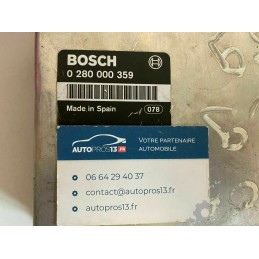 BOSCH
0 280 000 359
Made in Spain 078
AUTOPROS13.FR
VOTRE PARTENAIRE
AUTOMOBILE
06 64 29 40 37
contact@autopros13.fr
autopros13.fr